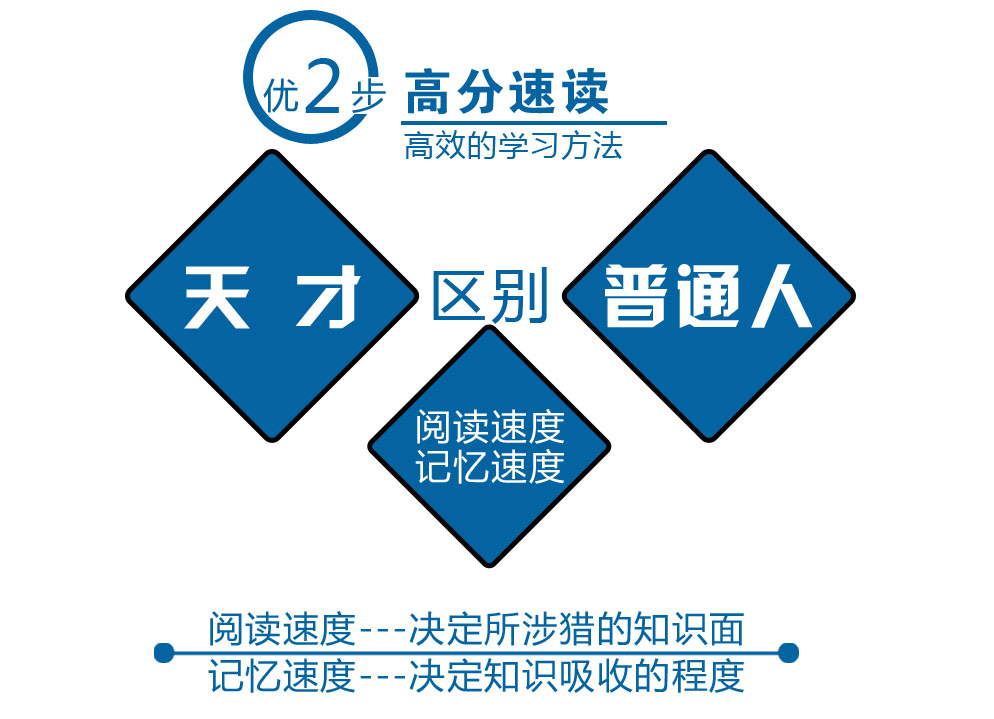 优2步
高分速读
高效的学习方法
天才 区别 普通人
阅读速度
记忆速度
阅读速度---决定所涉猎的知识面
记忆速度---决定知识吸收的程度